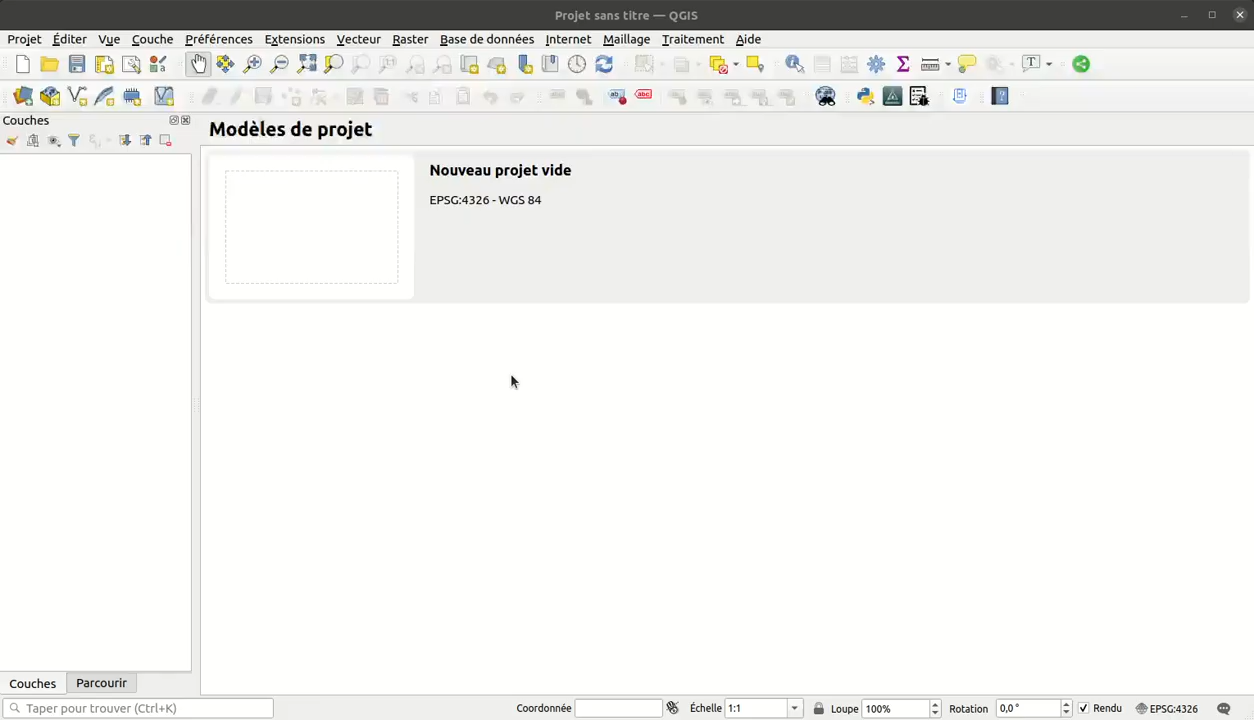 Projet sans titre — QGIS
Projet Éditer Vue Couche Préférences Extensions Vecteur Raster Base de données Internet Maillage Traitement Aide
Couches
Modèles de projet
Nouveau projet vide
EPSG:4326 - WGS 84
Couches Parcourir
Taper pour trouver (Ctrl+K) Coordonnée Échelle 1:1 Loupe 100% Rotation 0,0 ° Rendu EPSG:4326